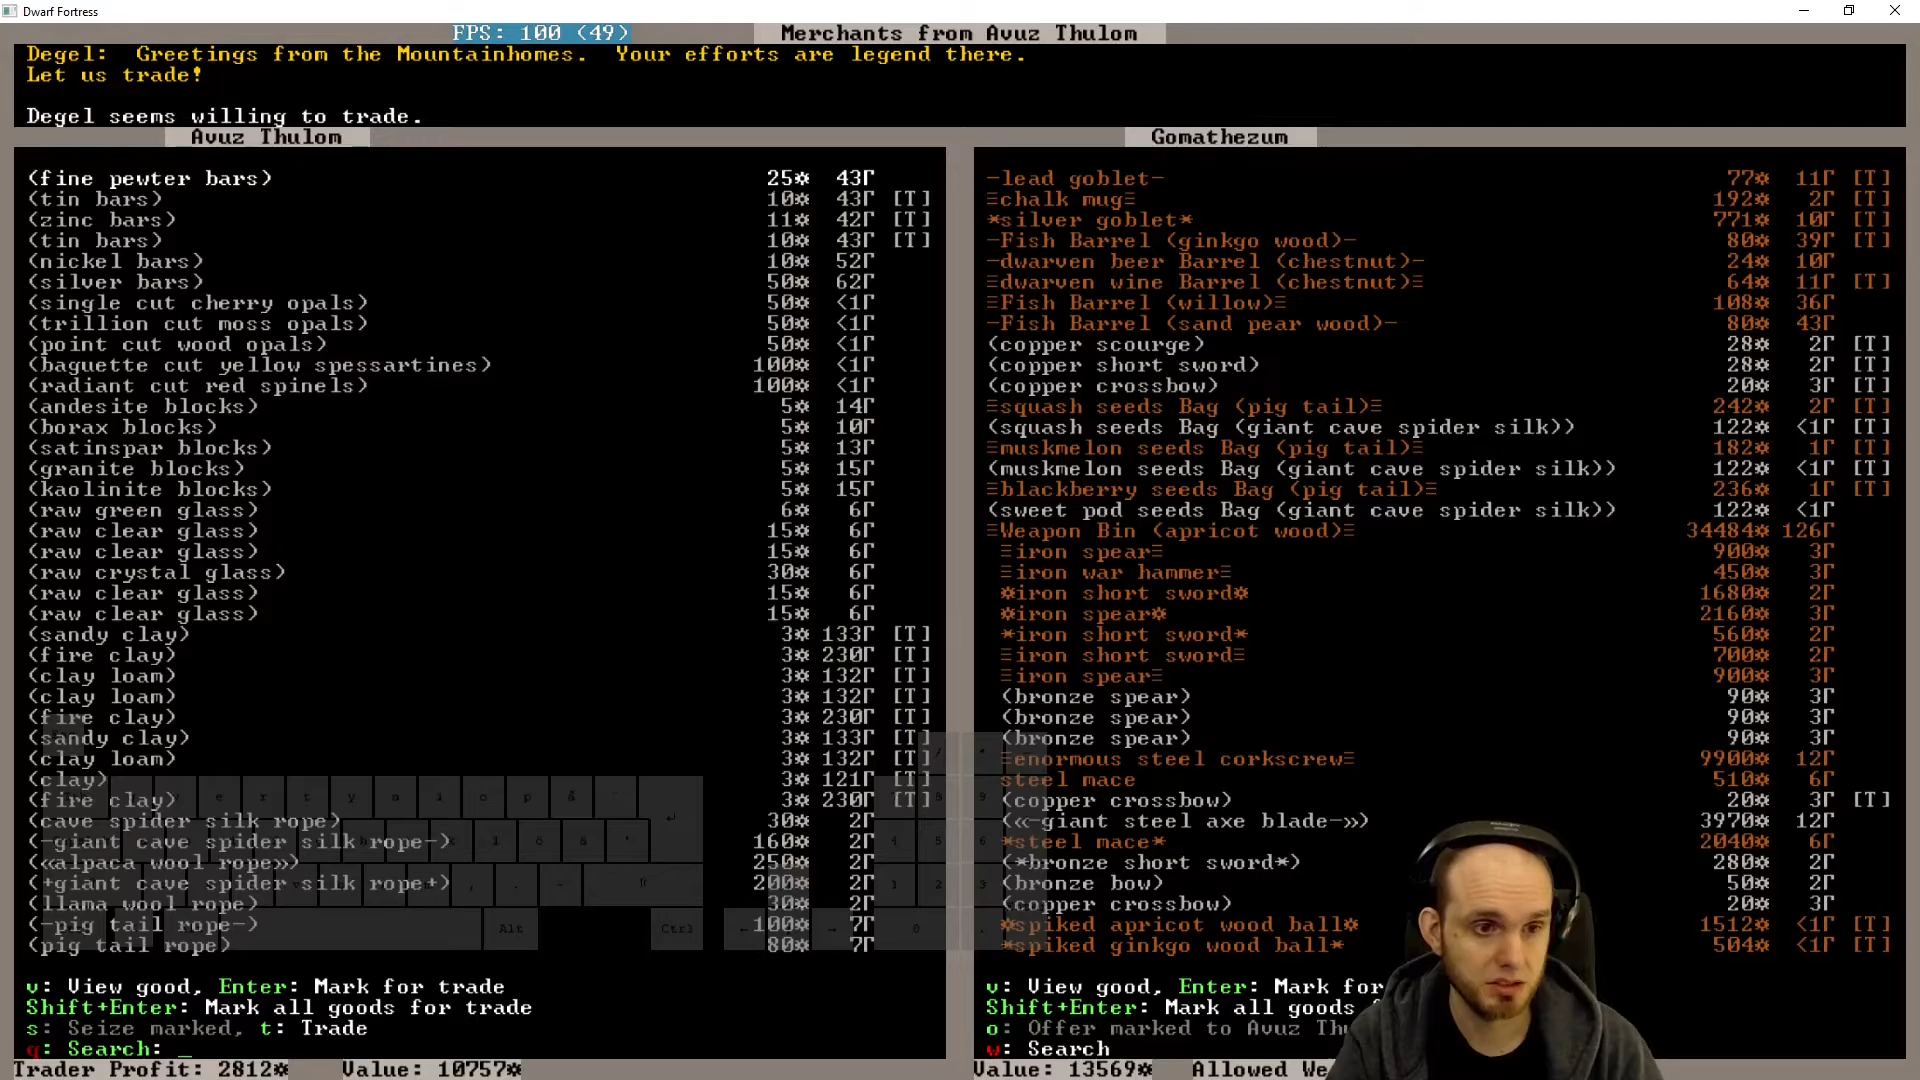 Dwarf Fortress
FPS: 100 (49)
Merchants from Avuz Thulom
Degel:  Greetings from the Mountainhomes.  Your efforts are legend there.
Let us trade!
Degel seems willing to trade.
Avuz Thulom
(fine pewter bars) 25☼ 43Γ
(tin bars) 10☼ 43Γ [T]
(zinc bars) 11☼ 42Γ [T]
(tin bars) 10☼ 43Γ [T]
(nickel bars) 10☼ 52Γ
(silver bars) 50☼ 62Γ
(single cut cherry opals) 50☼ <1Γ
(trillion cut moss opals) 50☼ <1Γ
(point cut wood opals) 50☼ <1Γ
(baguette cut yellow spessartines) 100☼ <1Γ
(radiant cut red spinels) 100☼ <1Γ
(andesite blocks) 5☼ 14Γ
(borax blocks) 5☼ 10Γ
(satinspar blocks) 5☼ 13Γ
(granite blocks) 5☼ 15Γ
(kaolinite blocks) 5☼ 15Γ
(raw green glass) 6☼ 6Γ
(raw clear glass) 15☼ 6Γ
(raw clear glass) 15☼ 6Γ
(raw crystal glass) 30☼ 6Γ
(raw clear glass) 15☼ 6Γ
(raw clear glass) 15☼ 6Γ
(sandy clay) 3☼ 133Γ [T]
(fire clay) 3☼ 230Γ [T]
(clay loam) 3☼ 132Γ [T]
(clay loam) 3☼ 132Γ [T]
(fire clay) 3☼ 230Γ [T]
(sandy clay) 3☼ 133Γ [T]
(clay loam) 3☼ 132Γ [T]
(clay) 3☼ 121Γ [T]
(fire clay) 3☼ 230Γ [T]
(cave spider silk rope) 30☼ 2Γ
(-giant cave spider silk rope-) 160☼ 2Γ
(«alpaca wool rope») 250☼ 2Γ
(+giant cave spider silk rope+) 200☼ 2Γ
(llama wool rope) 30☼ 2Γ
(-pig tail rope-) 100☼ 7Γ
(pig tail rope) 80☼ 7Γ
v: View good, Enter: Mark for trade
Shift+Enter: Mark all goods for trade
s: Seize marked, t: Trade
q: Search: _
Trader Profit: 2812☼ Value: 10757☼
Gomathezum
-lead goblet- 77☼ 11Γ [T]
≡chalk mug≡ 192☼ 2Γ [T]
*silver goblet* 771☼ 10Γ [T]
-Fish Barrel (ginkgo wood)- 80☼ 39Γ [T]
-dwarven beer Barrel (chestnut)- 24☼ 10Γ
≡dwarven wine Barrel (chestnut)≡ 64☼ 11Γ [T]
≡Fish Barrel (willow)≡ 108☼ 36Γ
-Fish Barrel (sand pear wood)- 80☼ 43Γ
(copper scourge) 28☼ 2Γ [T]
(copper short sword) 28☼ 2Γ [T]
(copper crossbow) 20☼ 3Γ [T]
≡squash seeds Bag (pig tail)≡ 242☼ 2Γ [T]
(squash seeds Bag (giant cave spider silk)) 122☼ <1Γ [T]
≡muskmelon seeds Bag (pig tail)≡ 182☼ 1Γ [T]
(muskmelon seeds Bag (giant cave spider silk)) 122☼ <1Γ [T]
≡blackberry seeds Bag (pig tail)≡ 236☼ 1Γ [T]
(sweet pod seeds Bag (giant cave spider silk)) 122☼ <1Γ
≡Weapon Bin (apricot wood)≡ 34484☼ 126Γ
≡iron spear≡ 900☼ 3Γ
≡iron war hammer≡ 450☼ 3Γ
☼iron short sword☼ 1680☼ 2Γ
☼iron spear☼ 2160☼ 3Γ
*iron short sword* 560☼ 2Γ
≡iron short sword≡ 700☼ 2Γ
≡iron spear≡ 900☼ 3Γ
(bronze spear) 90☼ 3Γ
(bronze spear) 90☼ 3Γ
(bronze spear) 90☼ 3Γ
≡enormous steel corkscrew≡ 9900☼ 12Γ
steel mace 510☼ 6Γ
(copper crossbow) 20☼ 3Γ [T]
(«-giant steel axe blade-») 3970☼ 12Γ
*steel mace* 2040☼ 6Γ
(*bronze short sword*) 280☼ 2Γ
(bronze bow) 50☼ 2Γ
(copper crossbow) 20☼ 3Γ
☼spiked apricot wood ball☼ 1512☼ <1Γ [T]
*spiked ginkgo wood ball* 504☼ <1Γ [T]
v: View good, Enter: Mark for
Shift+Enter: Mark all goods
o: Offer marked to Avuz Th
w: Search
Value: 13569☼ Allowed We
Alt
Ctrl